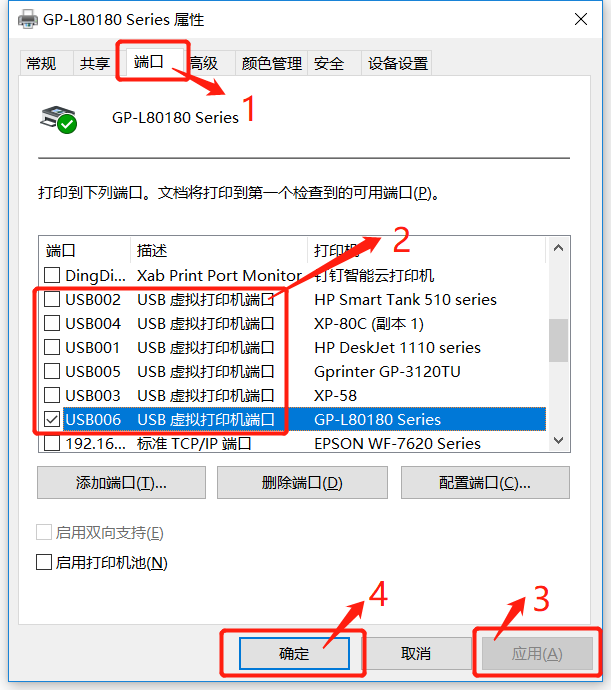 GP-L80180 Series 属性
常规 共享 端口 高级 颜色管理 安全 设备设置
1
GP-L80180 Series
打印到下列端口。文档将打印到第一个检查到的可用端口(P)。
2
端口 描述 打印机
DingDi... Xab Print Port Monitor 钉钉智能云打印机
USB002 USB 虚拟打印机端口 HP Smart Tank 510 series
USB004 USB 虚拟打印机端口 XP-80C (副本 1)
USB001 USB 虚拟打印机端口 HP DeskJet 1110 series
USB005 USB 虚拟打印机端口 Gprinter GP-3120TU
USB003 USB 虚拟打印机端口 XP-58
USB006 USB 虚拟打印机端口 GP-L80180 Series
192.16... 标准 TCP/IP 端口 EPSON WF-7620 Series
添加端口(T)... 删除端口(D) 配置端口(C)...
启用双向支持(E)
启用打印机池(N)
4 3
确定 取消 应用(A)